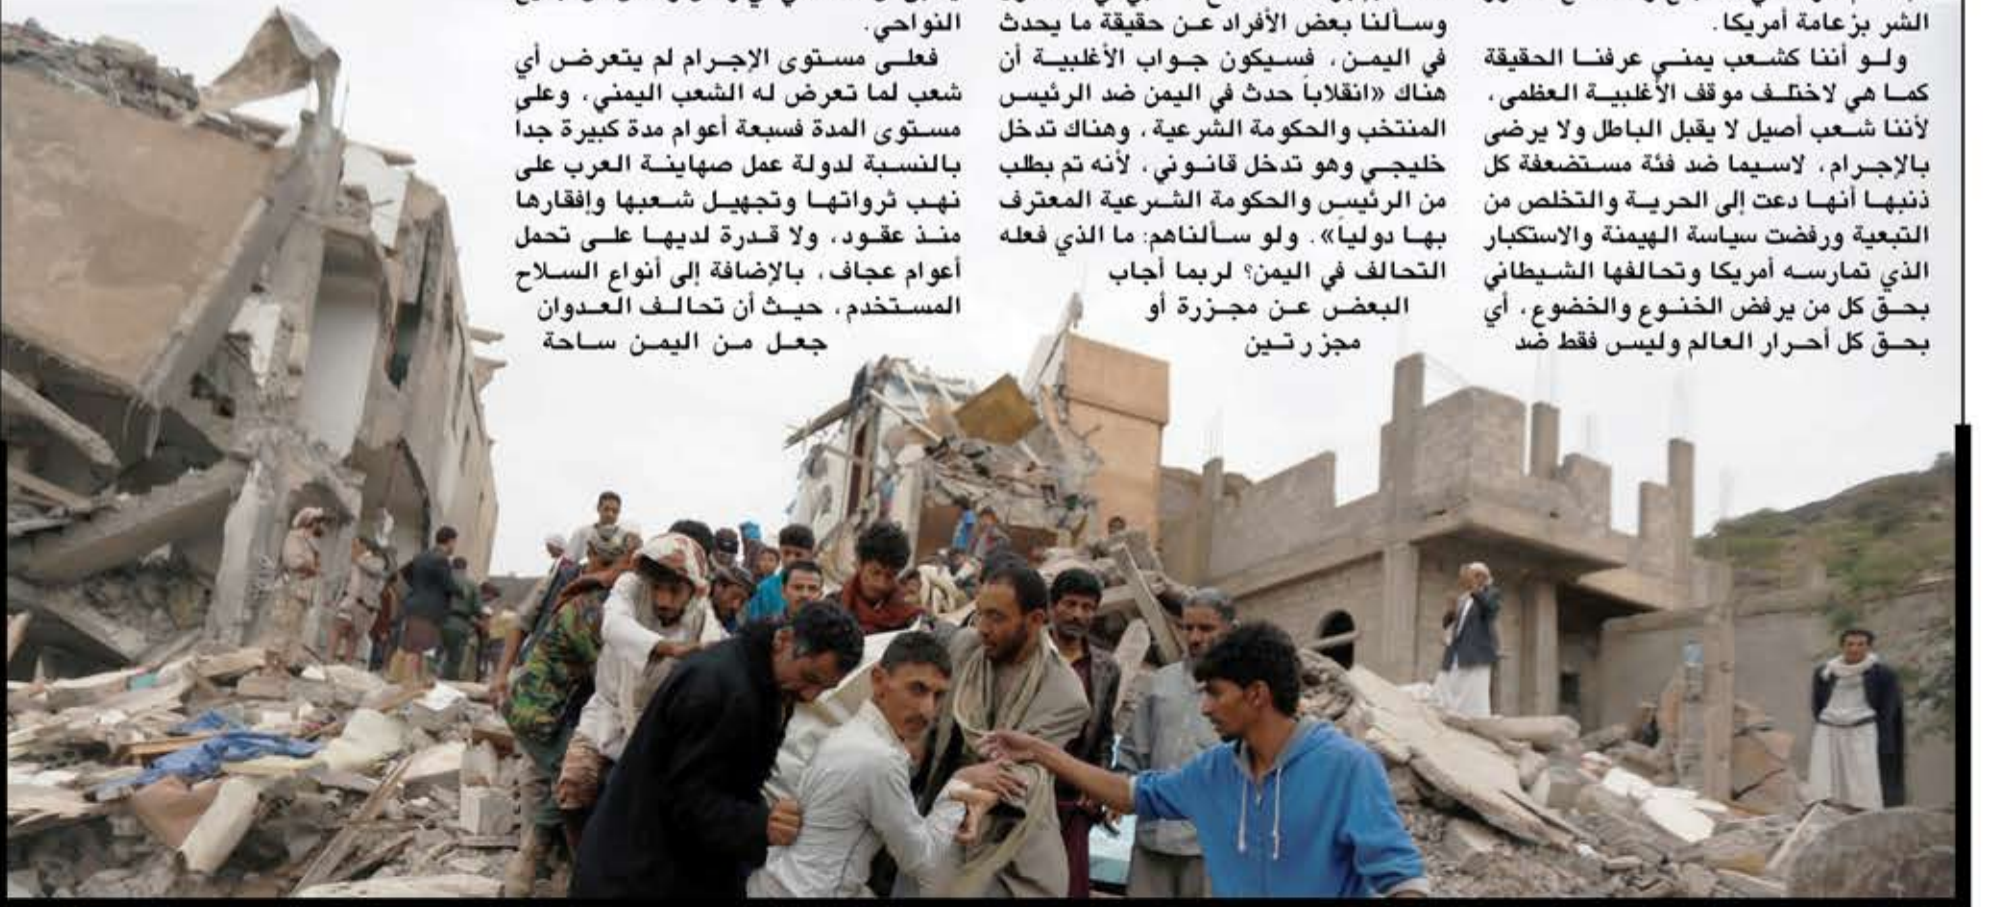 الشر بزعامة أمريكا.
ولو أننا كشعب يمني عرفنا الحقيقة
كما هي لاختلف موقف الأغلبية العظمى،
لأننا شعب أصيل لا يقبل الباطل ولا يرضى
بالإجرام، لاسيما ضد فئة مستضعفة كل
ذنبها أنها دعت إلى الحرية والتخلص من
التبعية ورفضت سياسة الهيمنة والاستكبار
الذي تمارسه أمريكا وتحالفها الشيطاني
بحق كل من يرفض الخنوع والخضوع، أي
بحق كل أحرار العالم وليس فقط ضد
وسألنا بعض الأفراد عن حقيقة ما يحدث
في اليمن، فسيكون جواب الأغلبية أن
هناك «انقلاباً حدث في اليمن ضد الرئيس
المنتخب والحكومة الشرعية، وهناك تدخل
خليجي وهو تدخل قانوني، لأنه تم بطلب
من الرئيس والحكومة الشرعية المعترف
بها دولياً». ولو سألناهم: ما الذي فعله
التحالف في اليمن؟ لربما أجاب
البعض عن مجزرة أو
مجزرتين
النواحي.
فعلى مستوى الإجرام لم يتعرض أي
شعب لما تعرض له الشعب اليمني، وعلى
مستوى المدة فسبعة أعوام مدة كبيرة جداً
بالنسبة لدولة عمل صهاينة العرب على
نهب ثرواتها وتجهيل شعبها وإفقارها
منذ عقود، ولا قدرة لديها على تحمل
أعوام عجاف، بالإضافة إلى أنواع السلاح
المستخدم، حيث أن تحالف العدوان
جعل من اليمن ساحة